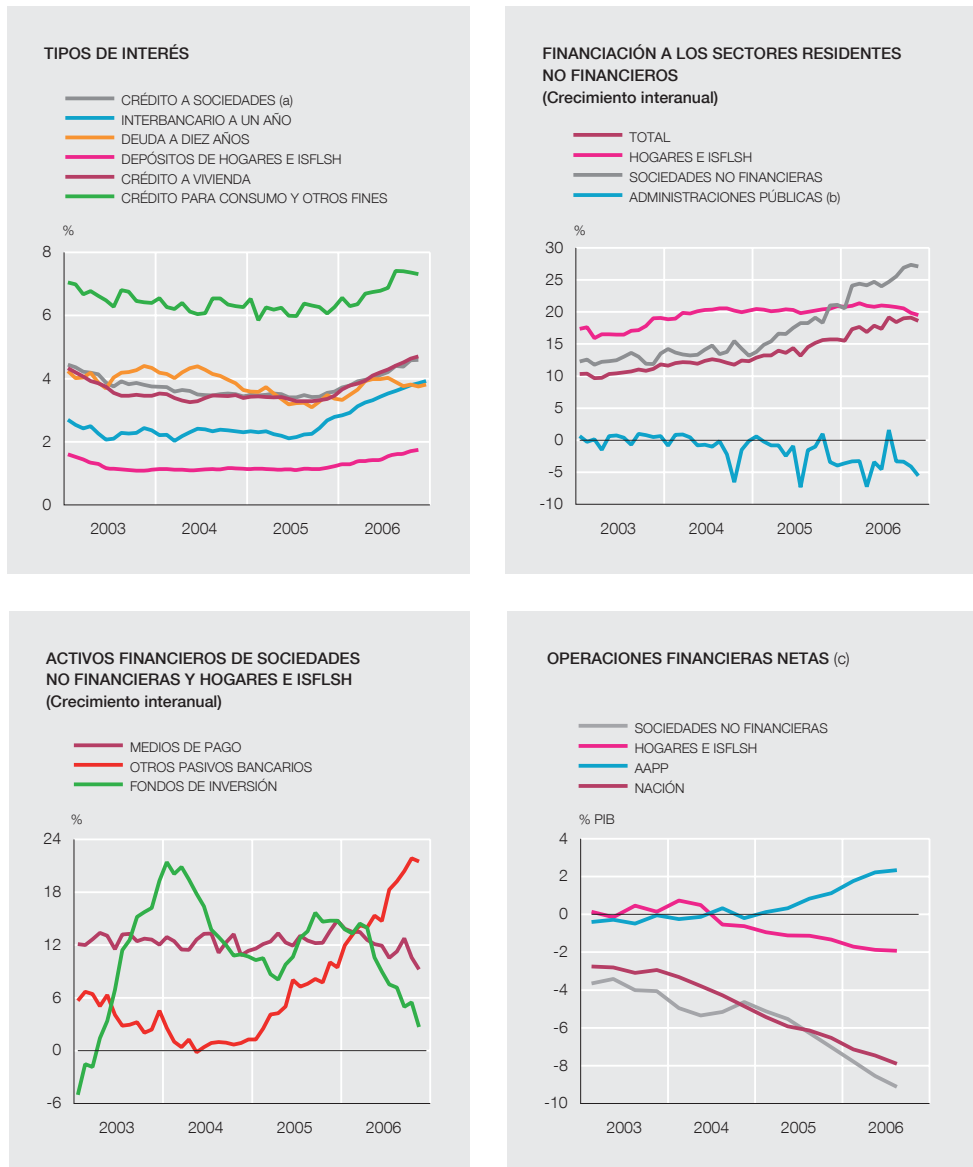 TIPOS DE INTERÉS
CRÉDITO A SOCIEDADES (a)
INTERBANCARIO A UN AÑO
DEUDA A DIEZ AÑOS
DEPÓSITOS DE HOGARES E ISFLSH
CRÉDITO A VIVIENDA
CRÉDITO PARA CONSUMO Y OTROS FINES
%
8
6
4
2
0
2003 2004 2005 2006
FINANCIACIÓN A LOS SECTORES RESIDENTES
NO FINANCIEROS
(Crecimiento interanual)
TOTAL
HOGARES E ISFLSH
SOCIEDADES NO FINANCIERAS
ADMINISTRACIONES PÚBLICAS (b)
%
30
25
20
15
10
5
0
-5
-10
2003 2004 2005 2006
ACTIVOS FINANCIEROS DE SOCIEDADES
NO FINANCIERAS Y HOGARES E ISFLSH
(Crecimiento interanual)
MEDIOS DE PAGO
OTROS PASIVOS BANCARIOS
FONDOS DE INVERSIÓN
%
24
18
12
6
0
-6
2003 2004 2005 2006
OPERACIONES FINANCIERAS NETAS (c)
SOCIEDADES NO FINANCIERAS
HOGARES E ISFLSH
AAPP
NACIÓN
% PIB
4
2
0
-2
-4
-6
-8
-10
2003 2004 2005 2006